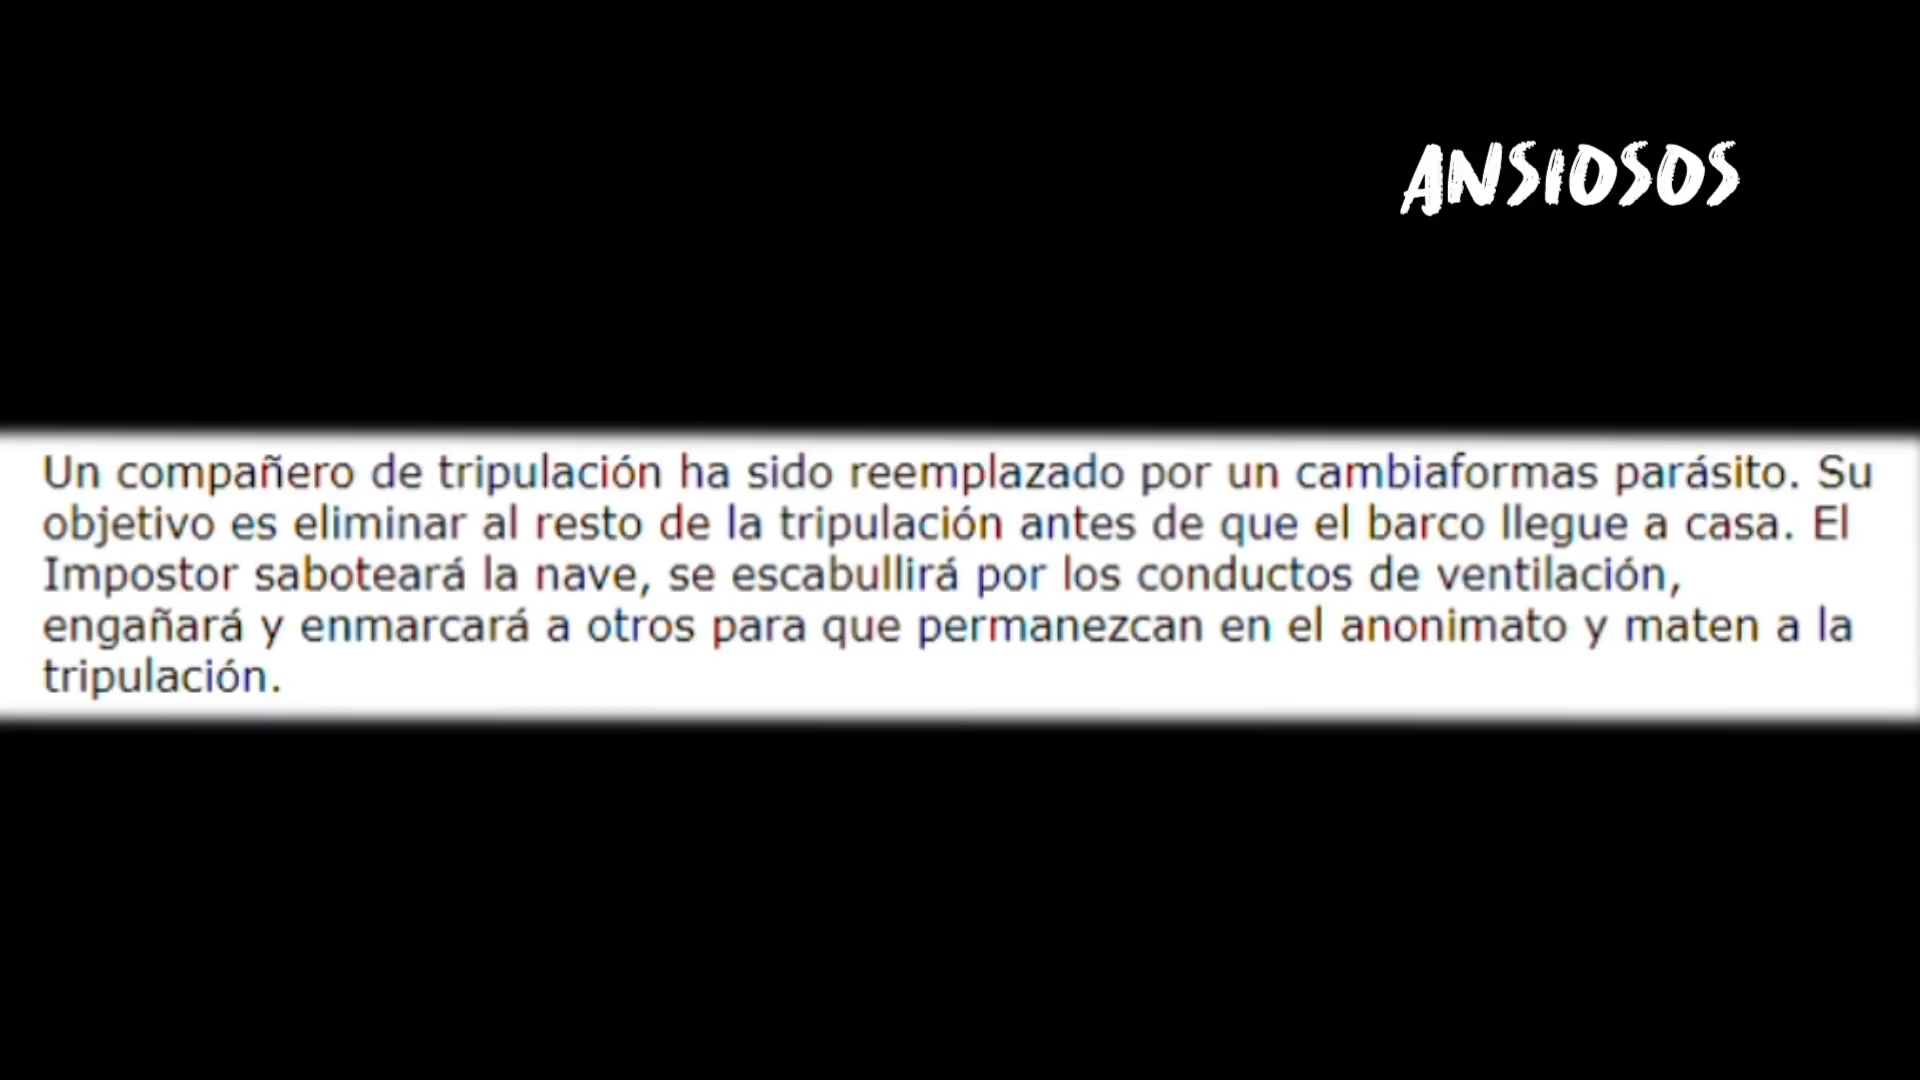 ANSIOSOS
Un compañero de tripulación ha sido reemplazado por un cambiaformas parásito. Su
objetivo es eliminar al resto de la tripulación antes de que el barco llegue a casa. El
Impostor saboteará la nave, se escabullirá por los conductos de ventilación,
engañará y enmarcará a otros para que permanezcan en el anonimato y maten a la
tripulación.